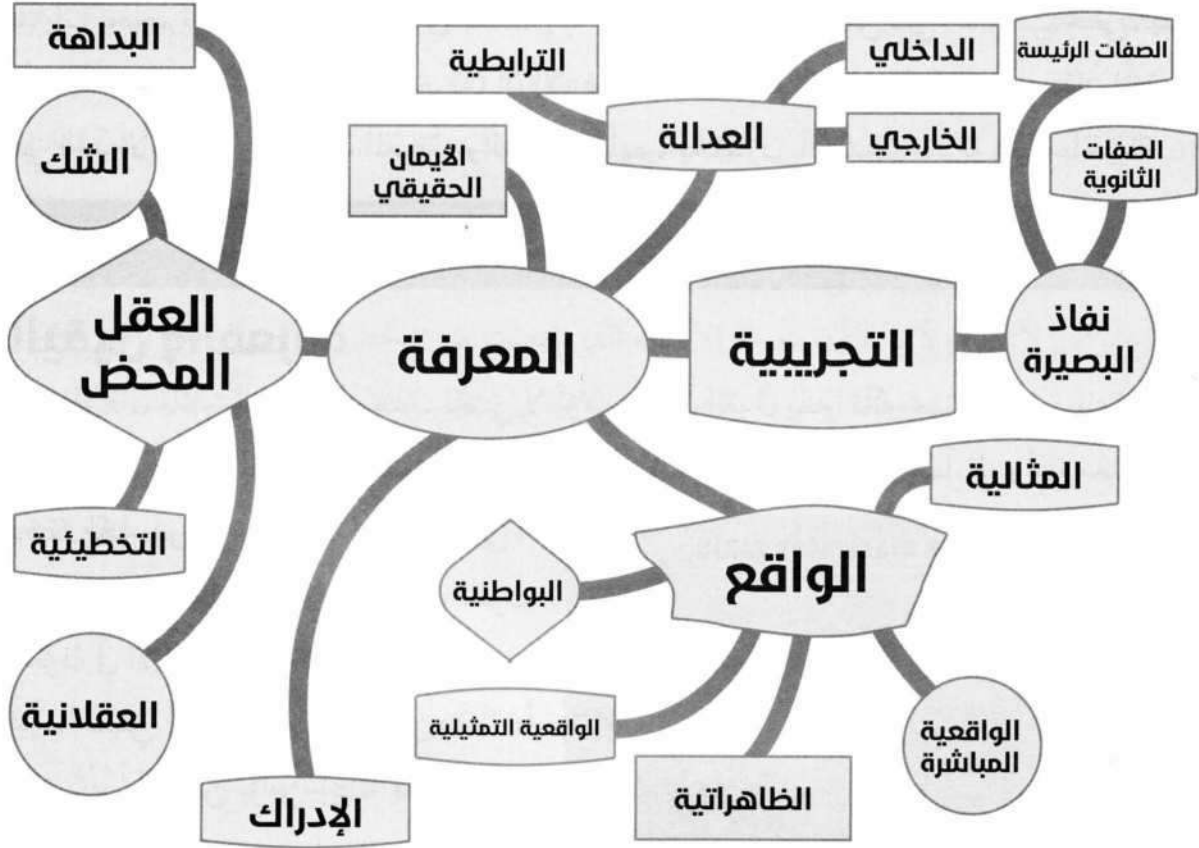 البداهة
الترابطية
الداخلي
الصفات الرئيسة
الشك
الأيمان
الحقيقي
العدالة
الخارجي
الصفات
الثانوية
العقل
المحض
المعرفة
التجريبية
نفاذ
البصيرة
المثالية
التخطيئية
البواطنية
الواقع
العقلانية
الواقعية التمثيلية
الواقعية
المباشرة
الإدراك
الظاهراتية